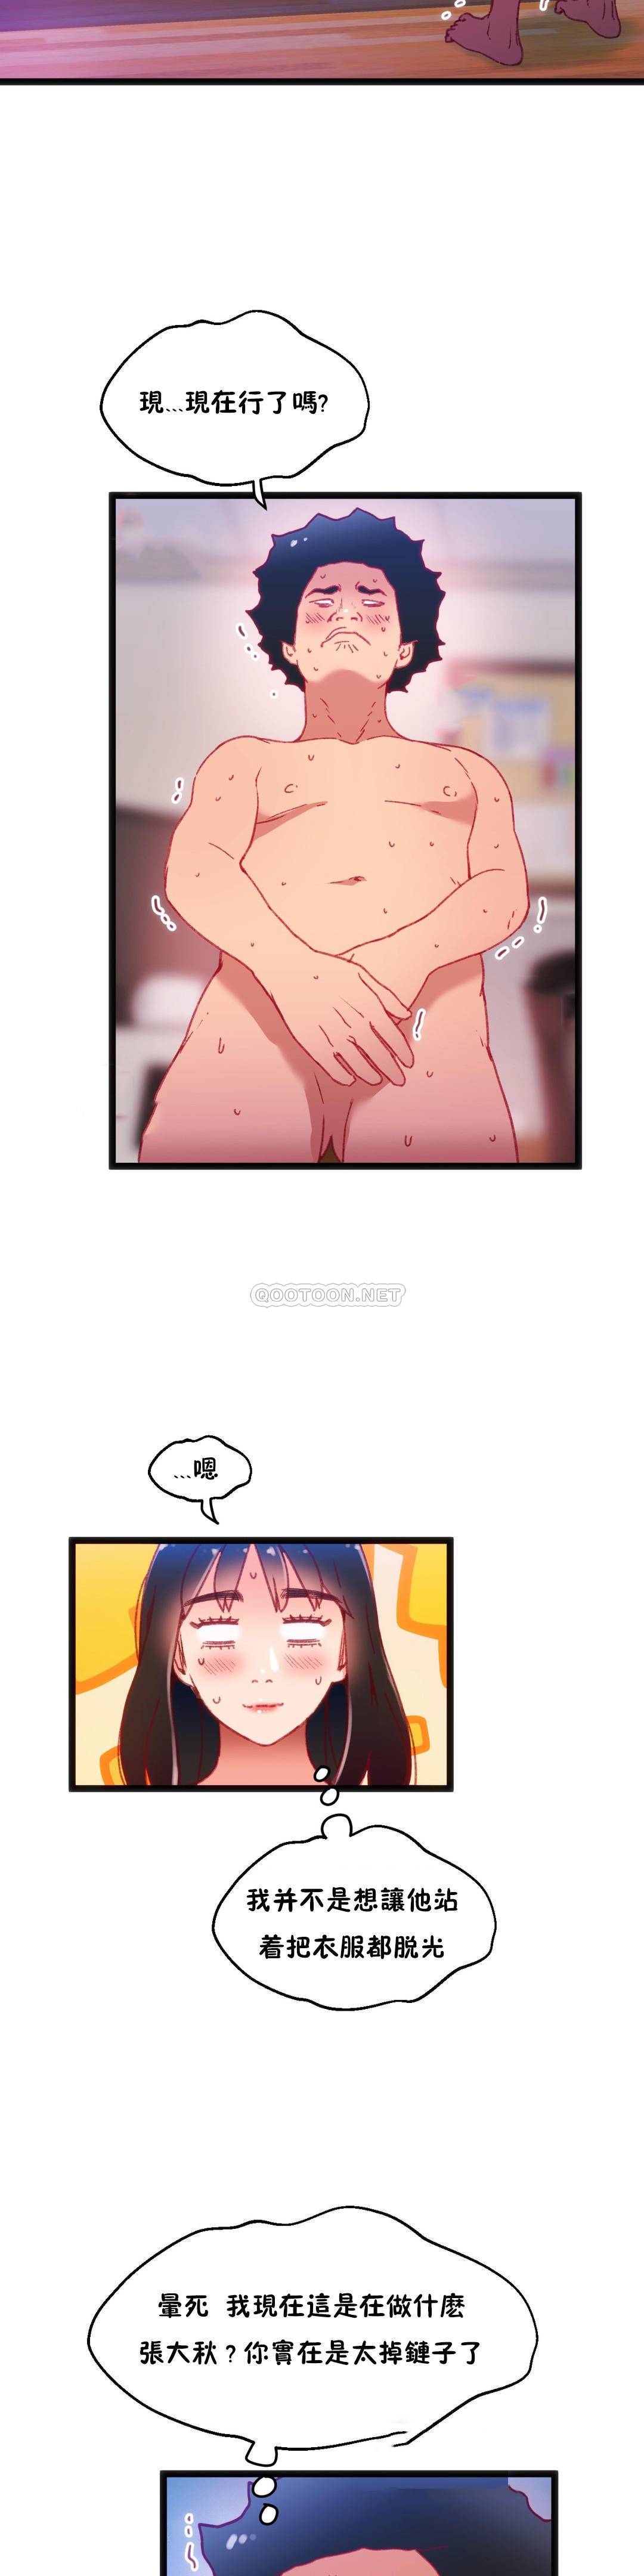 現...現在行了嗎?
QOOTOON.NET
...嗯
我并不是想讓他站
着把衣服都脱光
暈死 我現在這是在做什麽
張大秋？你實在是太掉鏈子了